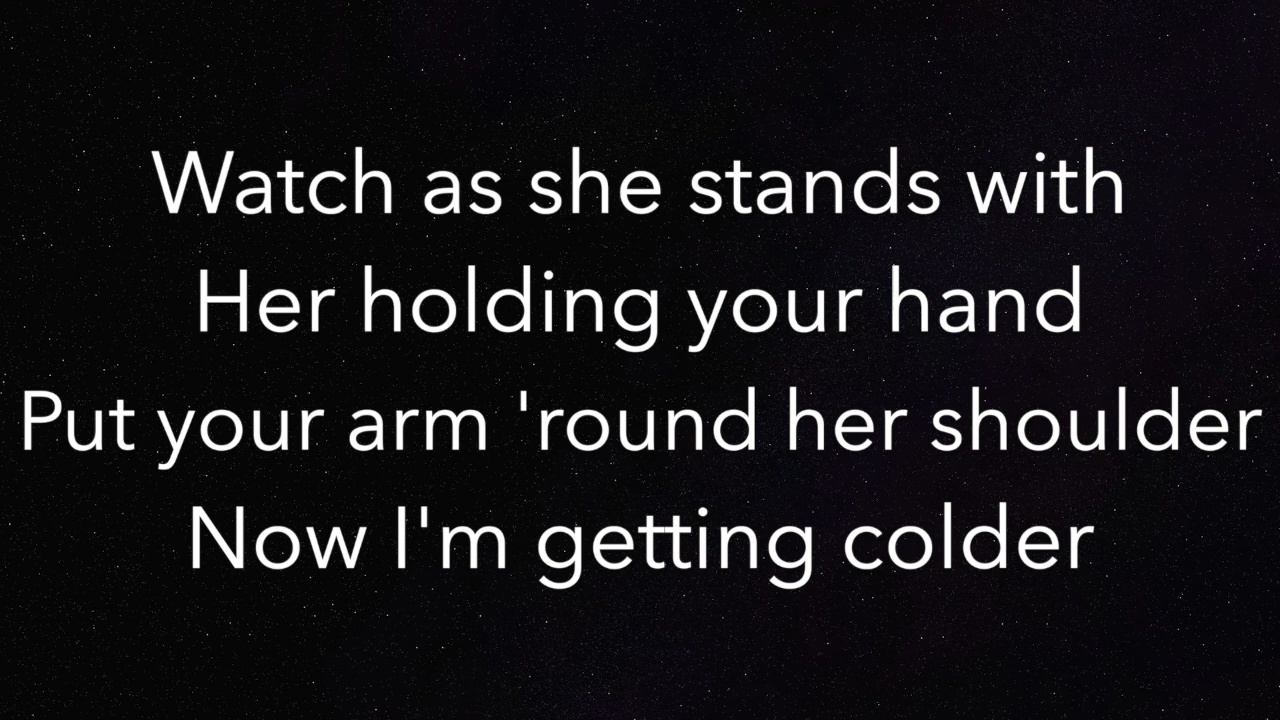 Watch as she stands with
Her holding your hand
Put your arm 'round her shoulder
Now I'm getting colder